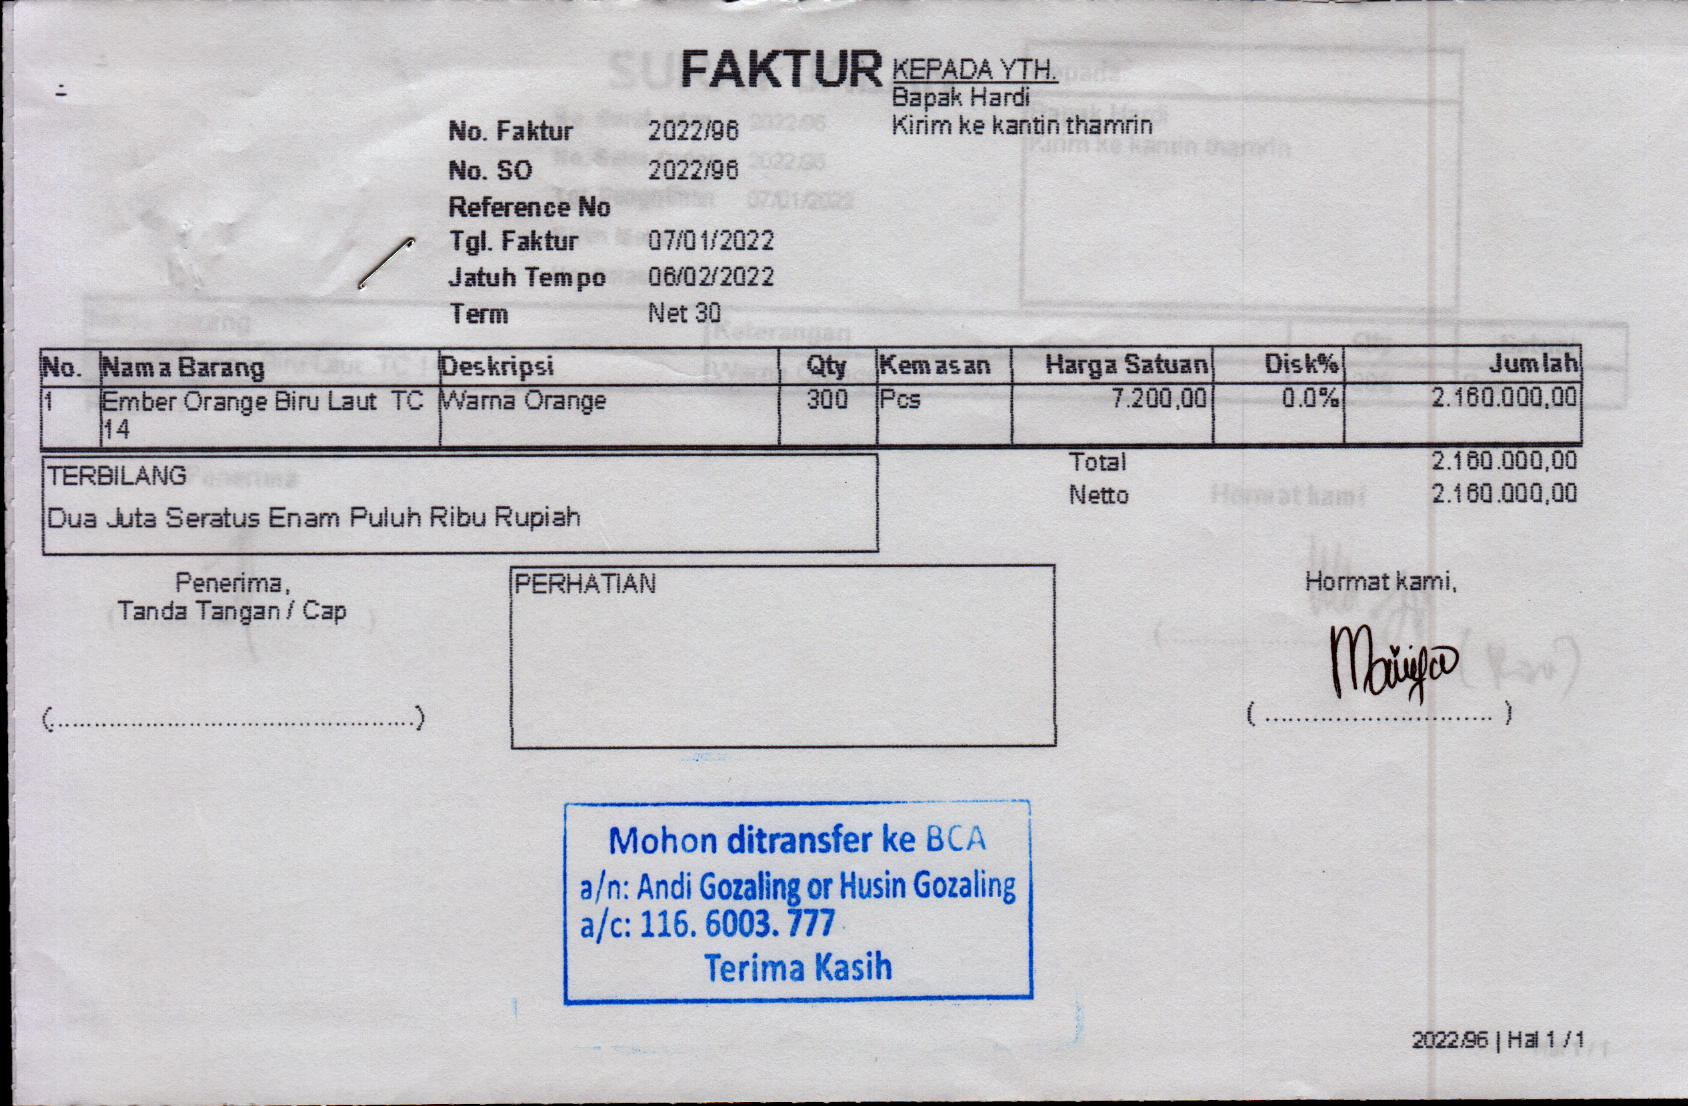 FAKTUR
KEPADA YTH.
Bapak Hardi
Kirim ke kantin thamrin
No. Faktur 2022/96
No. SO 2022/96
Reference No
Tgl. Faktur 07/01/2022
Jatuh Tempo 06/02/2022
Term Net 30
No. Nama Barang Deskripsi Qty Kemasan Harga Satuan Disk% Jumlah
1 Ember Orange Biru Laut TC Warna Orange 300 Pcs 7.200,00 0.0% 2.160.000,00
14
TERBILANG
Dua Juta Seratus Enam Puluh Ribu Rupiah
Total 2.160.000,00
Netto 2.160.000,00
Penerima,
Tanda Tangan / Cap
(..................................................)
PERHATIAN
Hormat kami,
( ............................. )
Mohon ditransfer ke BCA
a/n: Andi Gozaling or Husin Gozaling
a/c: 116. 6003. 777
Terima Kasih
2022/96 | Hal 1 / 1